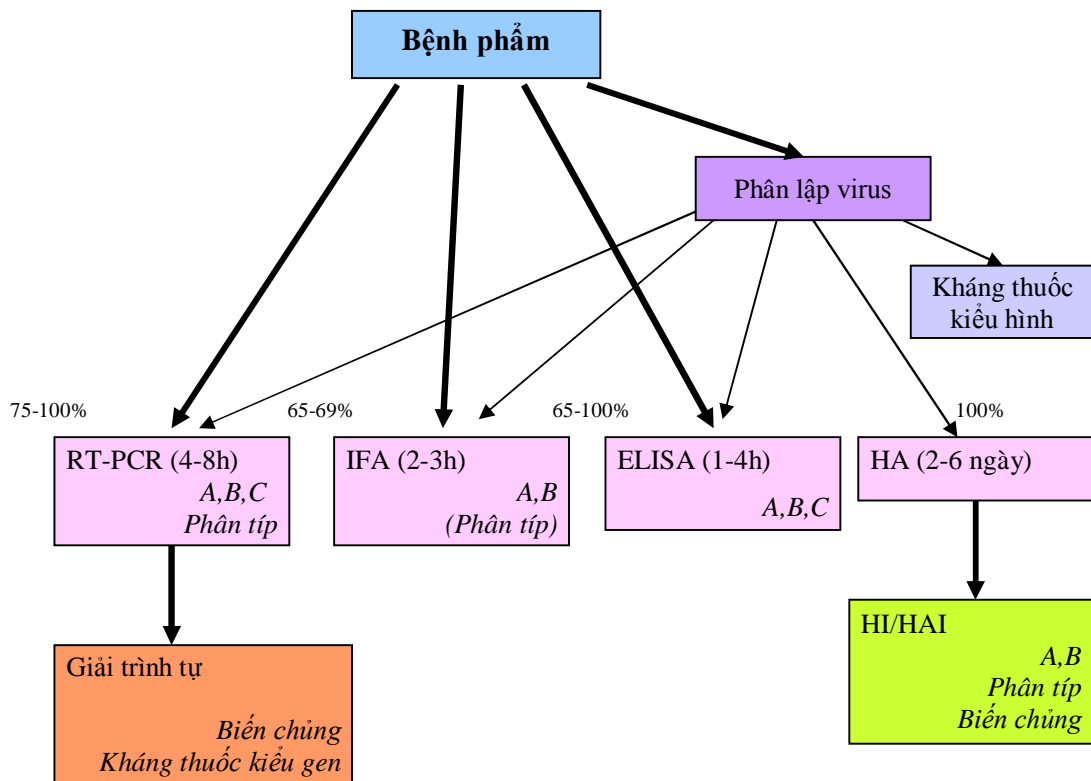 Bệnh phẩm
Phân lập virus
Kháng thuốc
kiểu hình
75-100%
65-69%
65-100%
100%
RT-PCR (4-8h)
A,B,C
Phân típ
IFA (2-3h)
A,B
(Phân típ)
ELISA (1-4h)
A,B,C
HA (2-6 ngày)
Giải trình tự
Biến chủng
Kháng thuốc kiểu gen
HI/HAI
A,B
Phân típ
Biến chủng